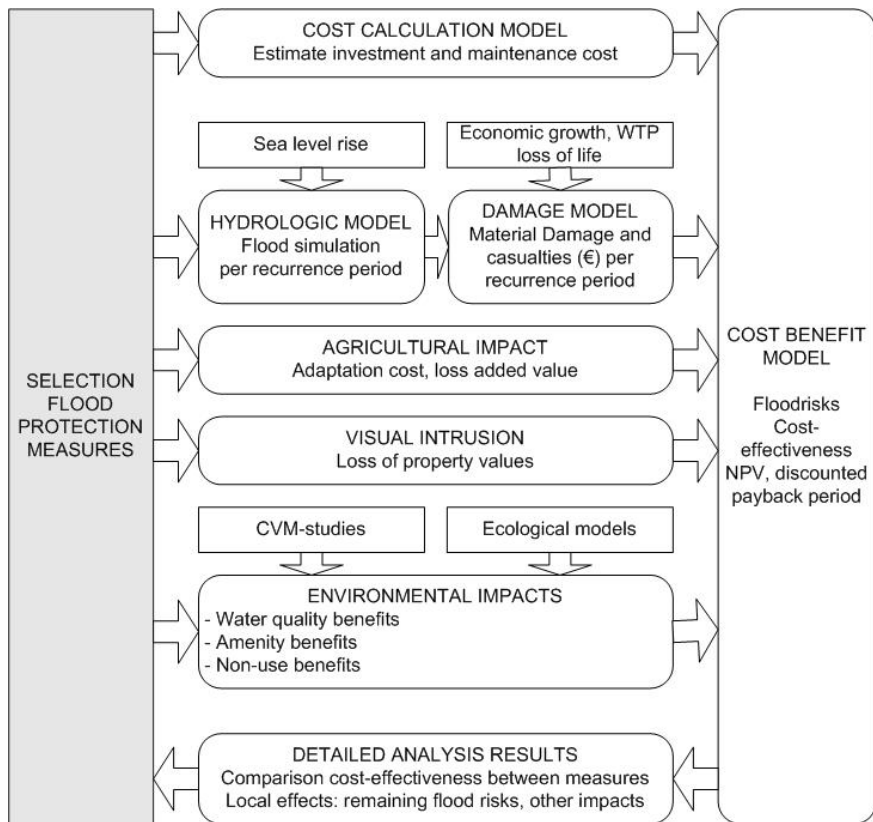 COST CALCULATION MODEL
Estimate investment and maintenance cost
Sea level rise
Economic growth, WTP
loss of life
HYDROLOGIC MODEL
Flood simulation
per recurrence period
DAMAGE MODEL
Material Damage and
casualties (€) per
recurrence period
AGRICULTURAL IMPACT
Adaptation cost, loss added value
SELECTION
FLOOD
PROTECTION
MEASURES
VISUAL INTRUSION
Loss of property values
COST BENEFIT
MODEL
Floodrisks
Cost-
effectiveness
NPV, discounted
payback period
CVM-studies
Ecological models
ENVIRONMENTAL IMPACTS
- Water quality benefits
- Amenity benefits
- Non-use benefits
DETAILED ANALYSIS RESULTS
Comparison cost-effectiveness between measures
Local effects: remaining flood risks, other impacts